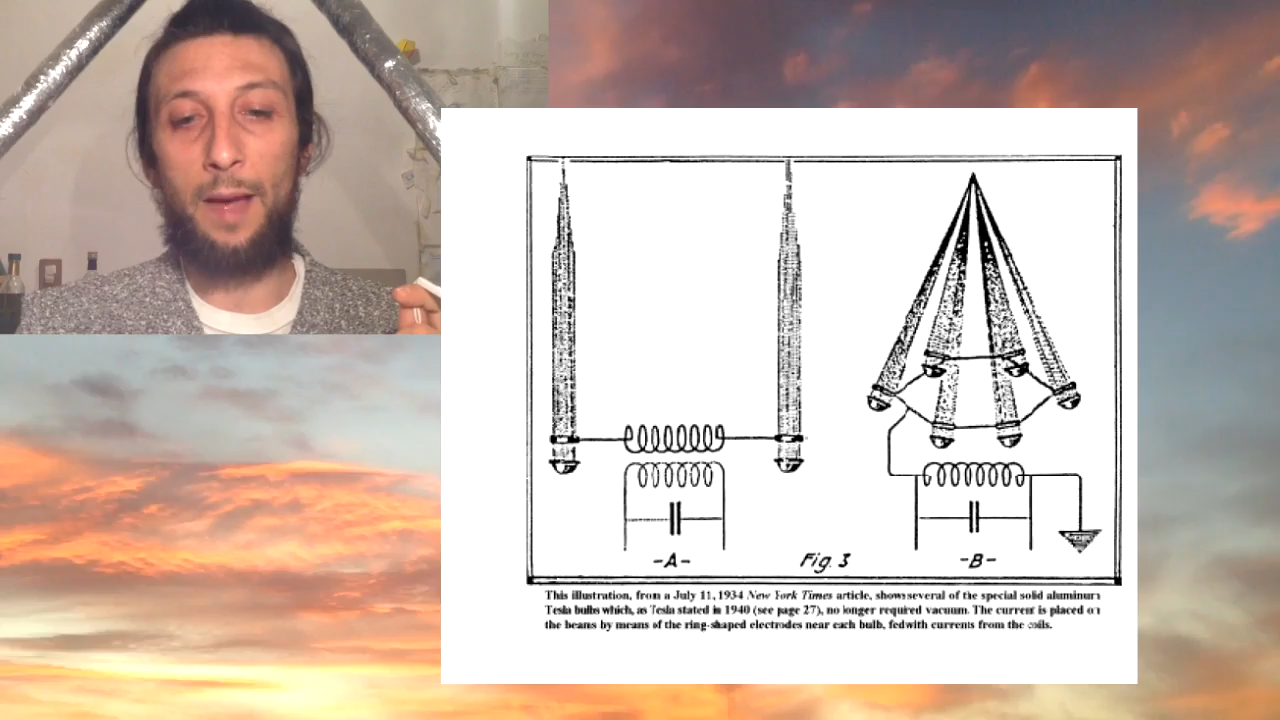 -A-
Fig. 3
-B-
This illustration, from a July 11, 1934 New York Times article, shows several of the special solid aluminum
Tesla bulbs which, as Tesla stated in 1940 (see page 27), no longer required vacuum. The current is placed on
the beams by means of the ring-shaped electrodes near each bulb, fed with currents from the coils.